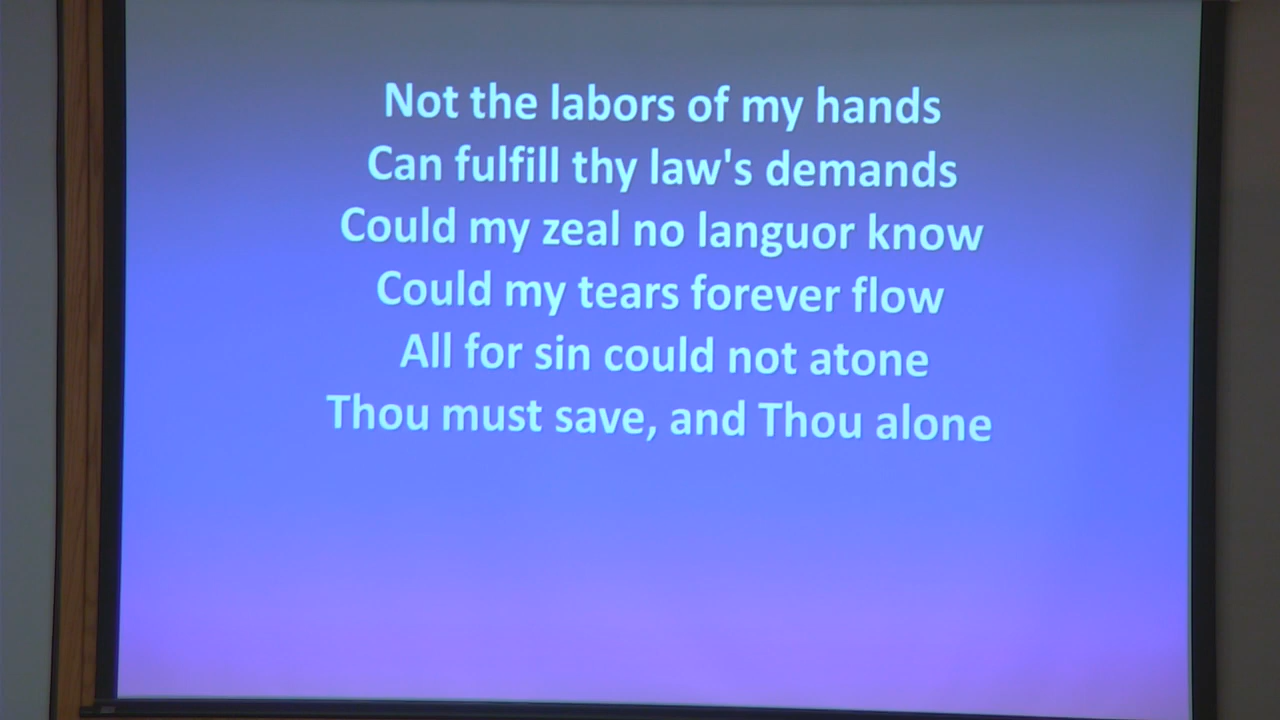 Not the labors of my hands
Can fulfill thy law's demands
Could my zeal no languor know
Could my tears forever flow
All for sin could not atone
Thou must save, and Thou alone